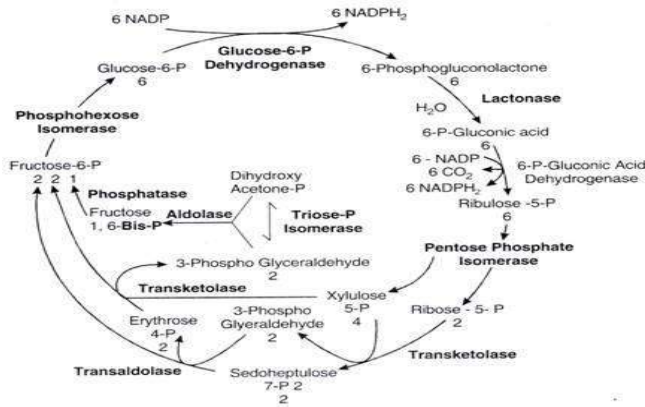 6 NADP
6 NADPH2
Glucose-6-P
Dehydrogenase
Glucose-6-P
6
6-Phosphogluconolactone
6
H2O
Lactonase
Phosphohexose
Isomerase
6-P-Gluconic acid
6
6 - NADP
6 CO2
6 NADPH2
6-P-Gluconic Acid
Dehydrogenase
Fructose-6-P
2 2 1
Dihydroxy
Acetone-P
Phosphatase
Fructose
1, 6-Bis-P
Aldolase
Triose-P
Isomerase
Ribulose -5-P
6
Pentose Phosphate
Isomerase
3-Phospho Glyceraldehyde
2
Transketolase
Xylulose
5-P
4
Ribose - 5- P
2
Erythrose
4-P
2
3-Phospho
Glyeraldehyde
2
Transketolase
Transaldolase
Sedoheptulose
7-P 2
2